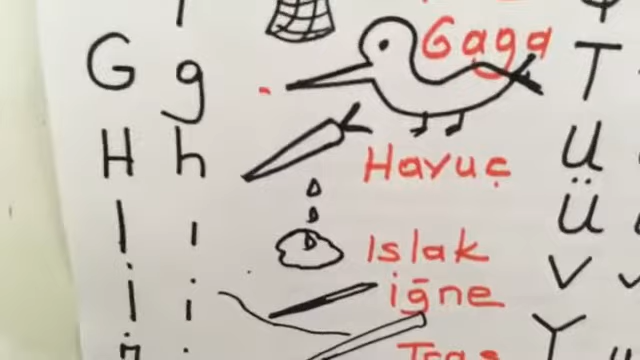 G g Gaga T
H h Havuç U
I ı Islak Ü
İ i iğne V
Y